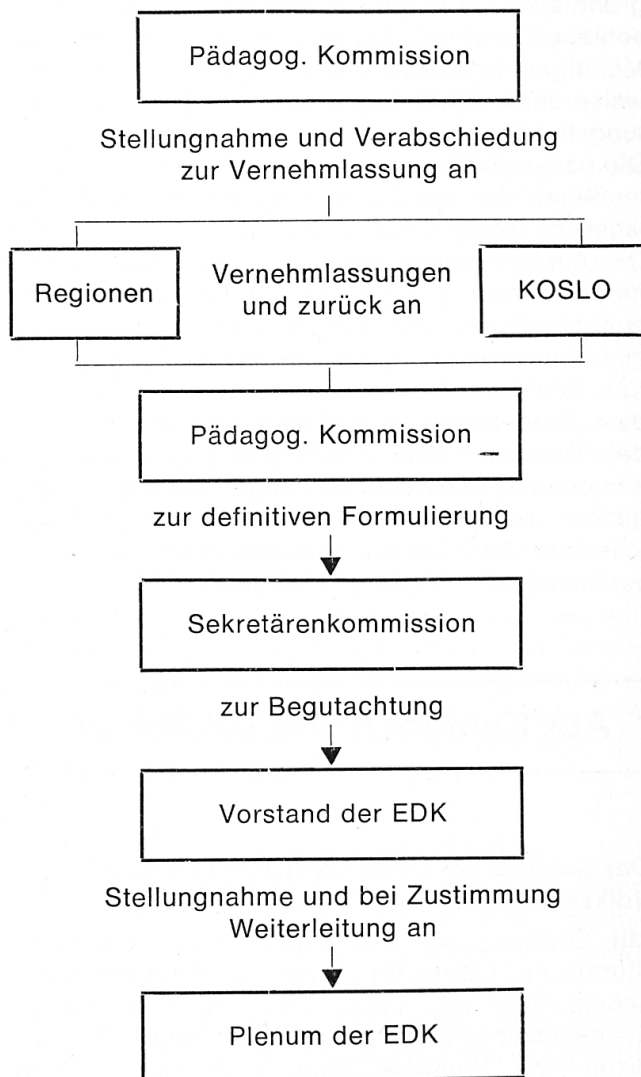 Pädagog. Kommission
Stellungnahme und Verabschiedung
zur Vernehmlassung an
Regionen
Vernehmlassungen
und zurück an
KOSLO
Pädagog. Kommission
zur definitiven Formulierung
Sekretärenkommission
zur Begutachtung
Vorstand der EDK
Stellungnahme und bei Zustimmung
Weiterleitung an
Plenum der EDK